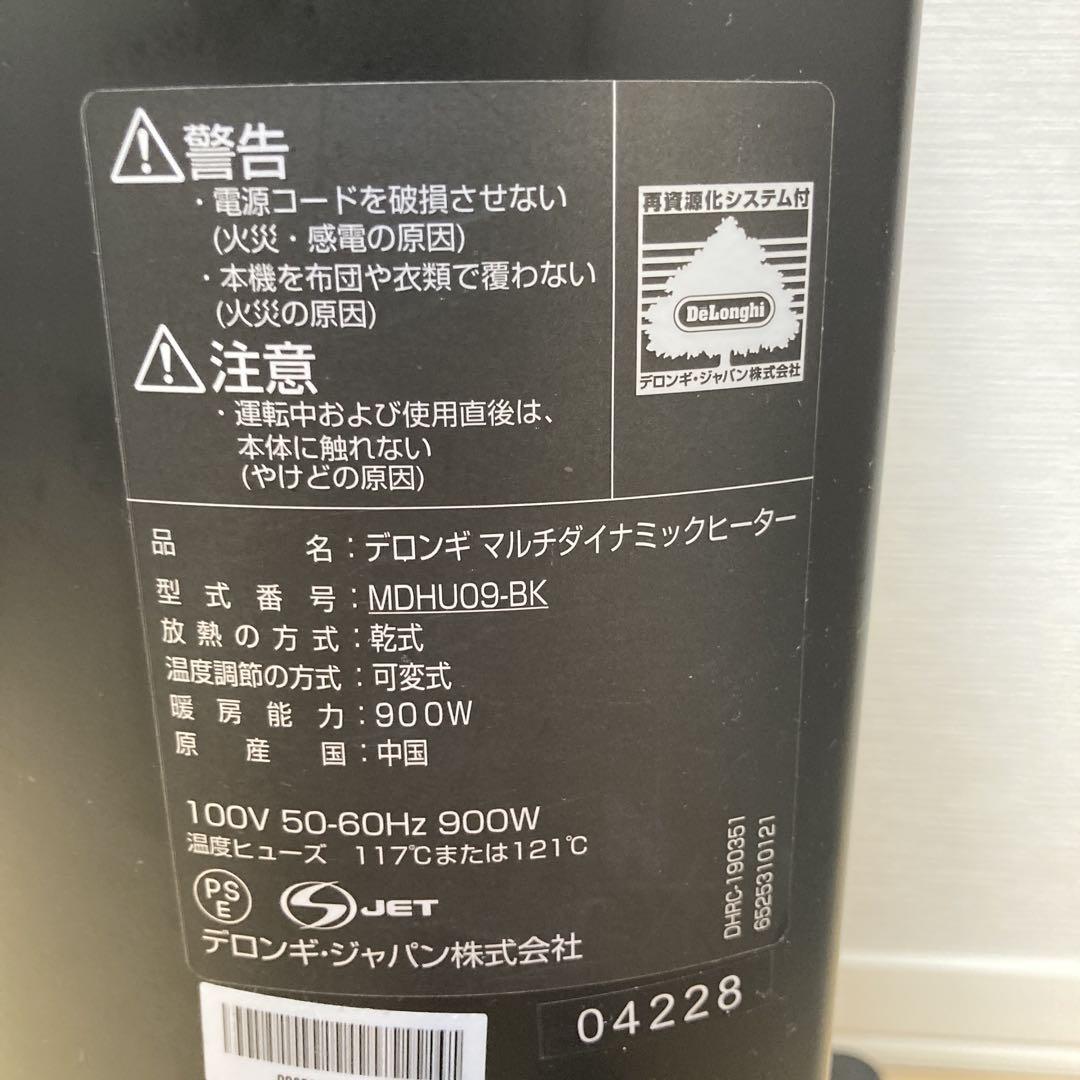 警告
・電源コードを破損させない
(火災・感電の原因)
・本機を布団や衣類で覆わない
(火災の原因)
注意
・運転中および使用直後は、
本体に触れない
(やけどの原因)
再資源化システム付
DeLonghi
デロンギ・ジャパン株式会社
品名：デロンギ マルチダイナミックヒーター
型式番号：MDHU09-BK
放熱の方式：乾式
温度調節の方式：可変式
暖房能力：900W
原産国：中国
100V 50-60Hz 900W
温度ヒューズ 117℃または121℃
PSE
JET
デロンギ・ジャパン株式会社
DHRC-190351
6525310121
04228